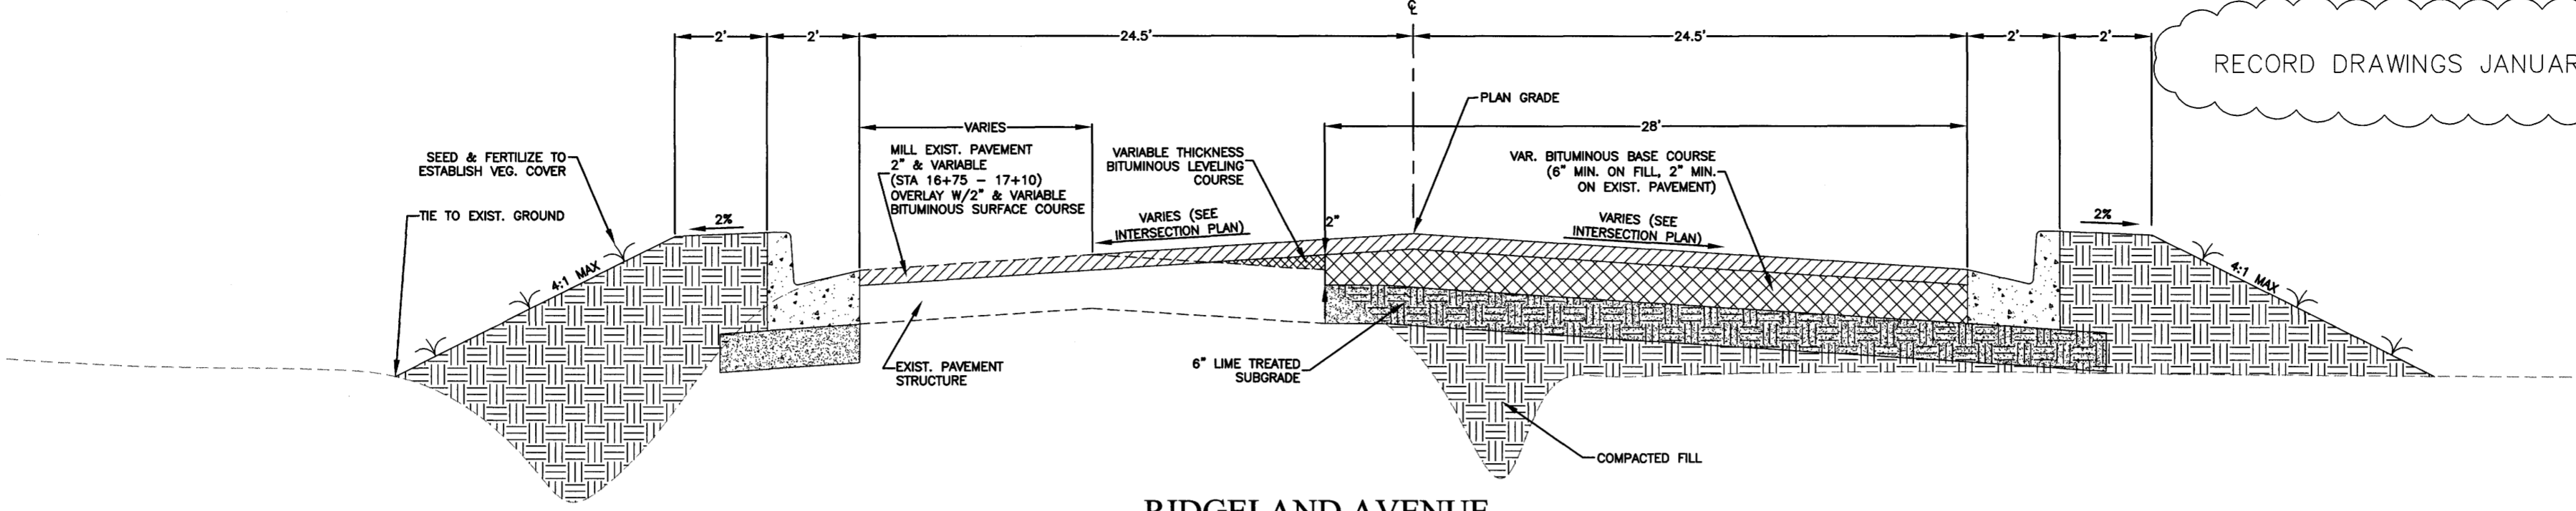 ℄
2'
2'
24.5'
24.5'
2'
2'
RECORD DRAWINGS
PLAN GRADE
VARIES
28'
SEED & FERTILIZE TO
ESTABLISH VEG. COVER
MILL EXIST. PAVEMENT
2" & VARIABLE
(STA 16+75 - 17+10)
OVERLAY W/2" & VARIABLE
BITUMINOUS SURFACE COURSE
VARIABLE THICKNESS
BITUMINOUS LEVELING
COURSE
VAR. BITUMINOUS BASE COURSE
(6" MIN. ON FILL, 2" MIN.
ON EXIST. PAVEMENT)
TIE TO EXIST. GROUND
2%
VARIES (SEE
INTERSECTION PLAN)
2"
VARIES (SEE
INTERSECTION PLAN)
2%
4:1 MAX
4:1 MAX
EXIST. PAVEMENT
STRUCTURE
6" LIME TREATED
SUBGRADE
COMPACTED FILL
RIDGELAND AVENUE